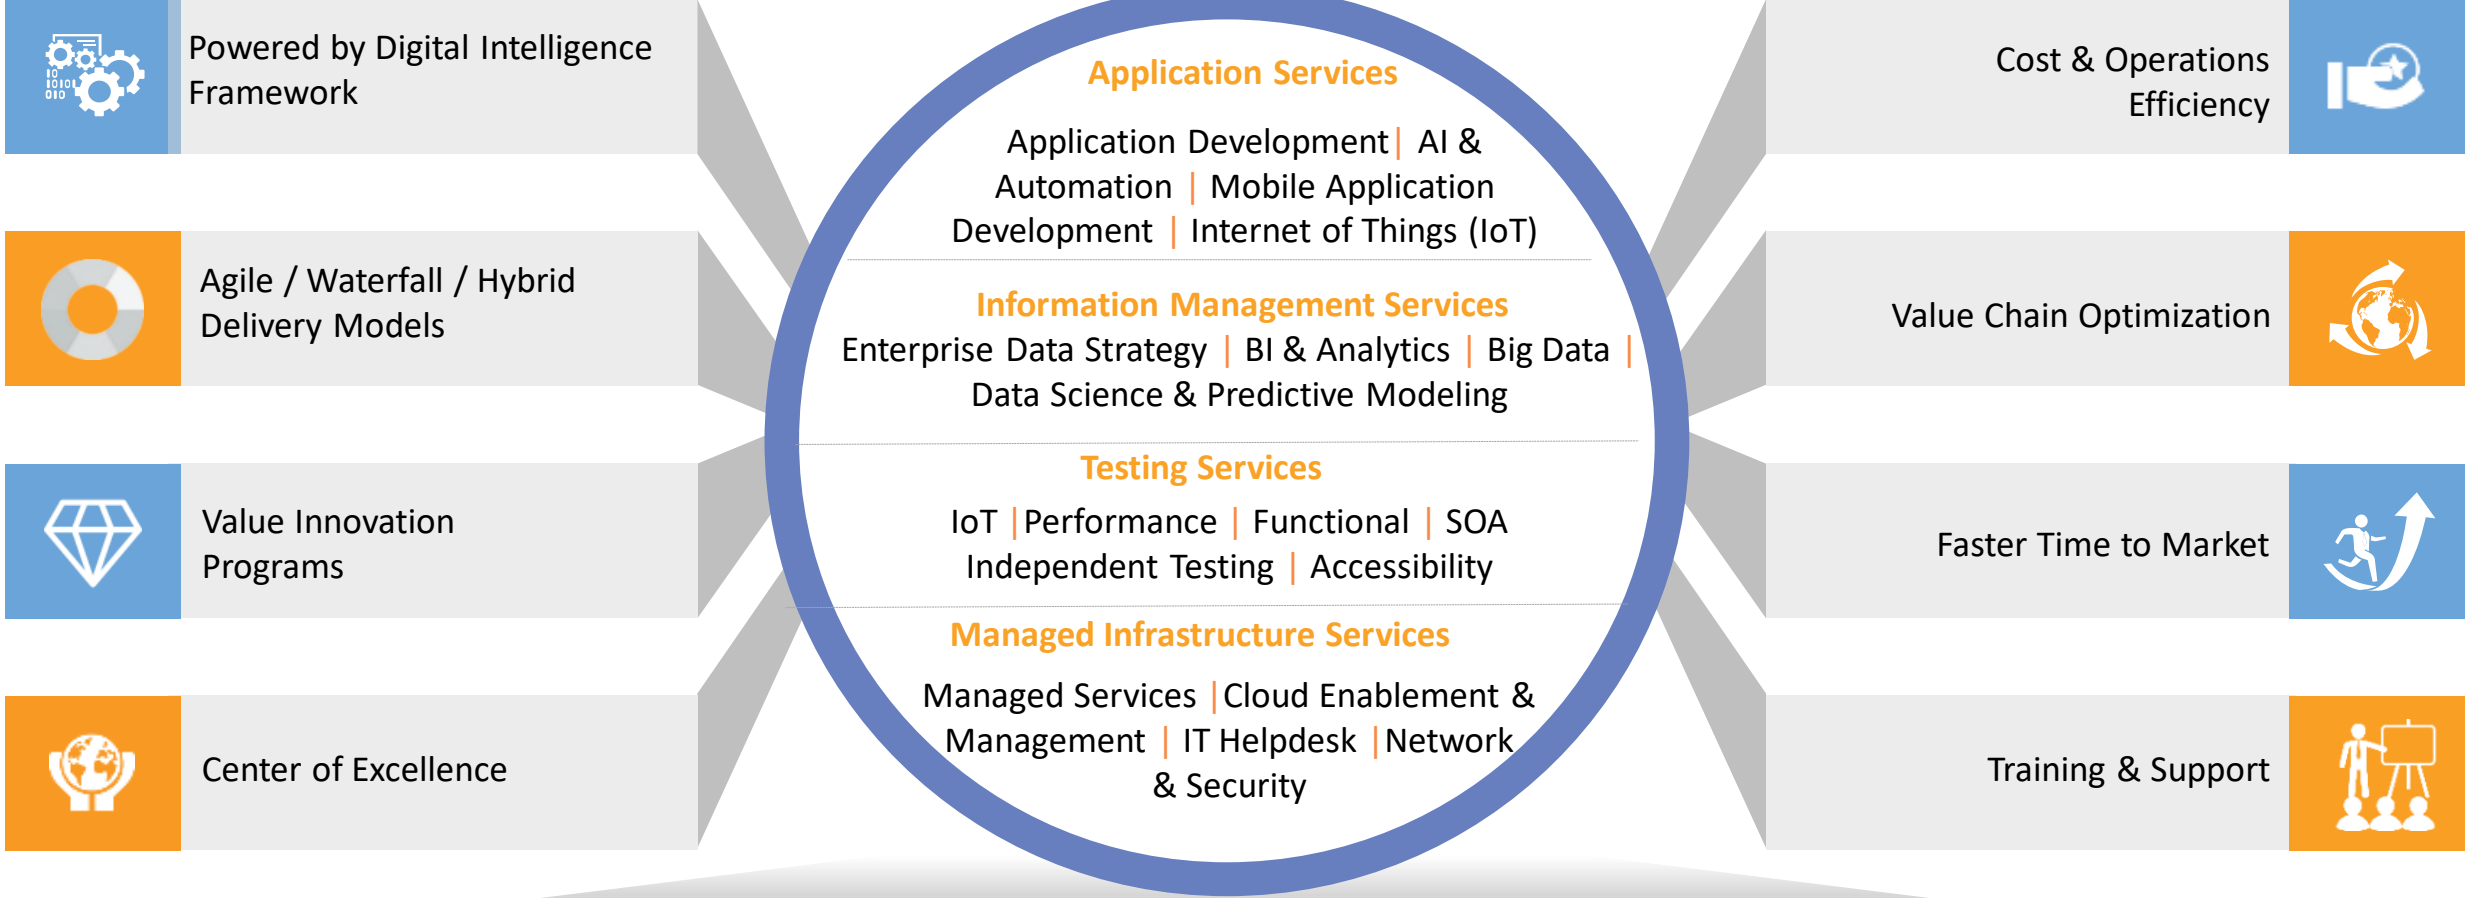 Powered by Digital Intelligence
Framework
Agile / Waterfall / Hybrid
Delivery Models
Value Innovation
Programs
Center of Excellence
Application Services
Application Development| AI &
Automation | Mobile Application
Development | Internet of Things (IoT)
Information Management Services
Enterprise Data Strategy | BI & Analytics | Big Data |
Data Science & Predictive Modeling
Testing Services
IoT |Performance | Functional | SOA
Independent Testing | Accessibility
Managed Infrastructure Services
Managed Services |Cloud Enablement &
Management | IT Helpdesk |Network
& Security
Cost & Operations
Efficiency
Value Chain Optimization
Faster Time to Market
Training & Support
10
10101
010